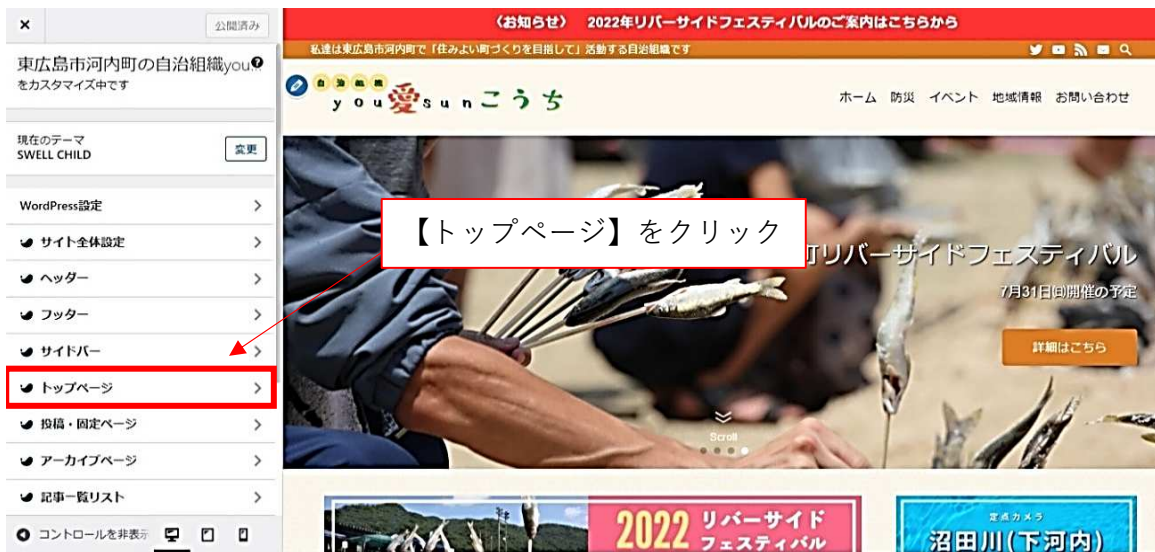 ×
公開済み
東広島市河内町の自治組織you
?
をカスタマイズ中です
現在のテーマ
SWELL CHILD
変更
WordPress設定
サイト全体設定
ヘッダー
フッター
サイドバー
トップページ
投稿・固定ページ
アーカイブページ
記事一覧リスト
コントロールを非表示
〈お知らせ〉 2022年リバーサイドフェスティバルのご案内はこちらから
私達は東広島市河内町で「住みよい町づくりを目指して」活動する自治組織です
自治組織
you愛sunこうち
ホーム 防災 イベント 地域情報 お問い合わせ
【トップページ】をクリック
町リバーサイドフェスティバル
7月31日㈰開催の予定
詳細はこちら
Scroll
2022 リバーサイド
フェスティバル
定点カメラ
沼田川(下河内)